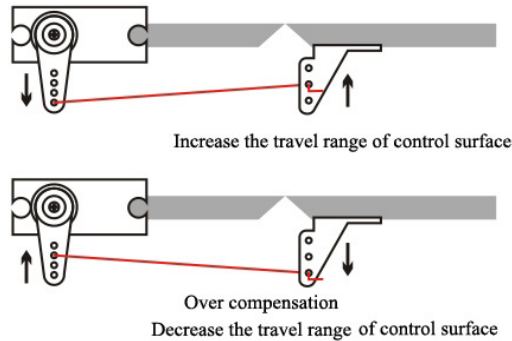 Increase the travel range of control surface
Over compensation
Decrease the travel range of control surface